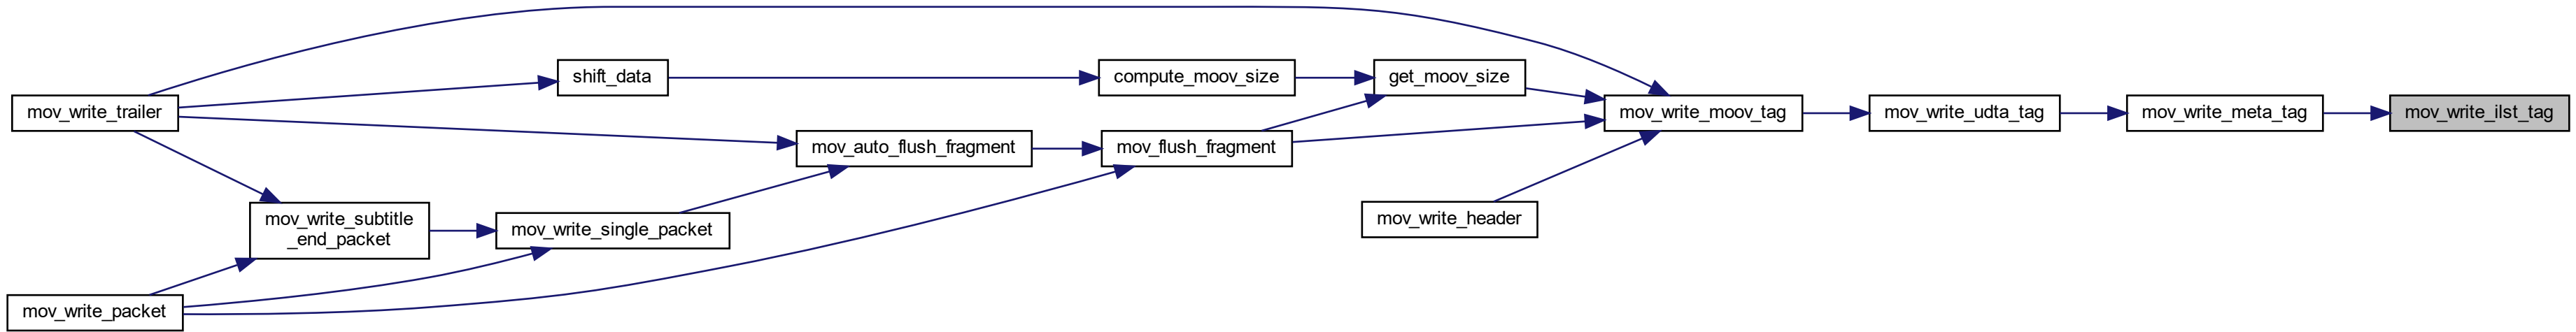 mov_write_trailer
shift_data
compute_moov_size
get_moov_size
mov_write_moov_tag
mov_write_udta_tag
mov_write_meta_tag
mov_write_ilst_tag
mov_auto_flush_fragment
mov_flush_fragment
mov_write_subtitle
_end_packet
mov_write_single_packet
mov_write_header
mov_write_packet